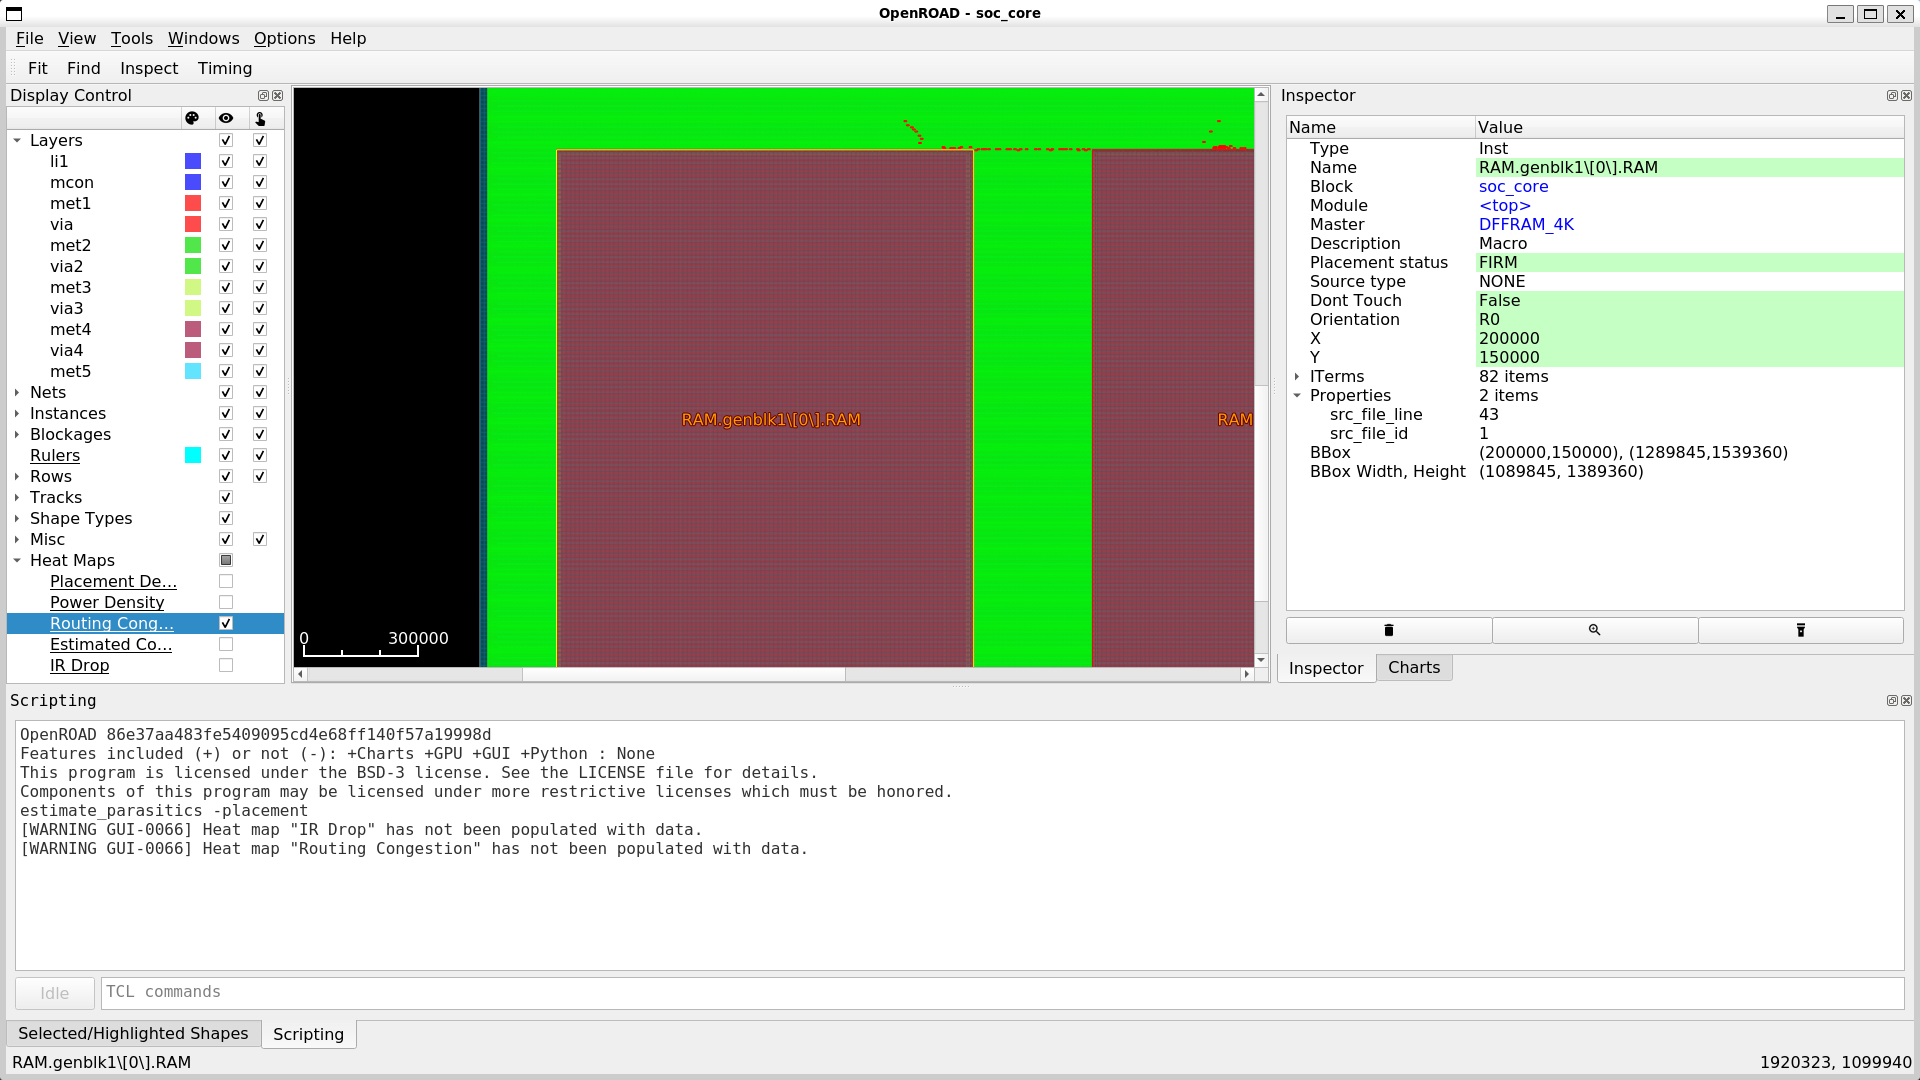 OpenROAD - soc_core
File View Tools Windows Options Help
Fit Find Inspect Timing
Display Control
Layers
li1
mcon
met1
via
met2
via2
met3
via3
met4
via4
met5
Nets
Instances
Blockages
Rulers
Rows
Tracks
Shape Types
Misc
Heat Maps
Placement De...
Power Density
Routing Cong...
Estimated Co...
IR Drop
RAM.genblk1\[0\].RAM
RAM
0 300000
Inspector
Name Value
Type Inst
Name RAM.genblk1\[0\].RAM
Block soc_core
Module <top>
Master DFFRAM_4K
Description Macro
Placement status FIRM
Source type NONE
Dont Touch False
Orientation R0
X 200000
Y 150000
ITerms 82 items
Properties 2 items
src_file_line 43
src_file_id 1
BBox (200000,150000), (1289845,1539360)
BBox Width, Height (1089845, 1389360)
Inspector Charts
Scripting
OpenROAD 86e37aa483fe5409095cd4e68ff140f57a19998d
Features included (+) or not (-): +Charts +GPU +GUI +Python : None
This program is licensed under the BSD-3 license. See the LICENSE file for details.
Components of this program may be licensed under more restrictive licenses which must be honored.
estimate_parasitics -placement
[WARNING GUI-0066] Heat map "IR Drop" has not been populated with data.
[WARNING GUI-0066] Heat map "Routing Congestion" has not been populated with data.
Idle TCL commands
Selected/Highlighted Shapes Scripting
RAM.genblk1\[0\].RAM 1920323, 1099940